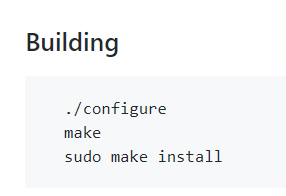 Building
./configure
make
sudo make install